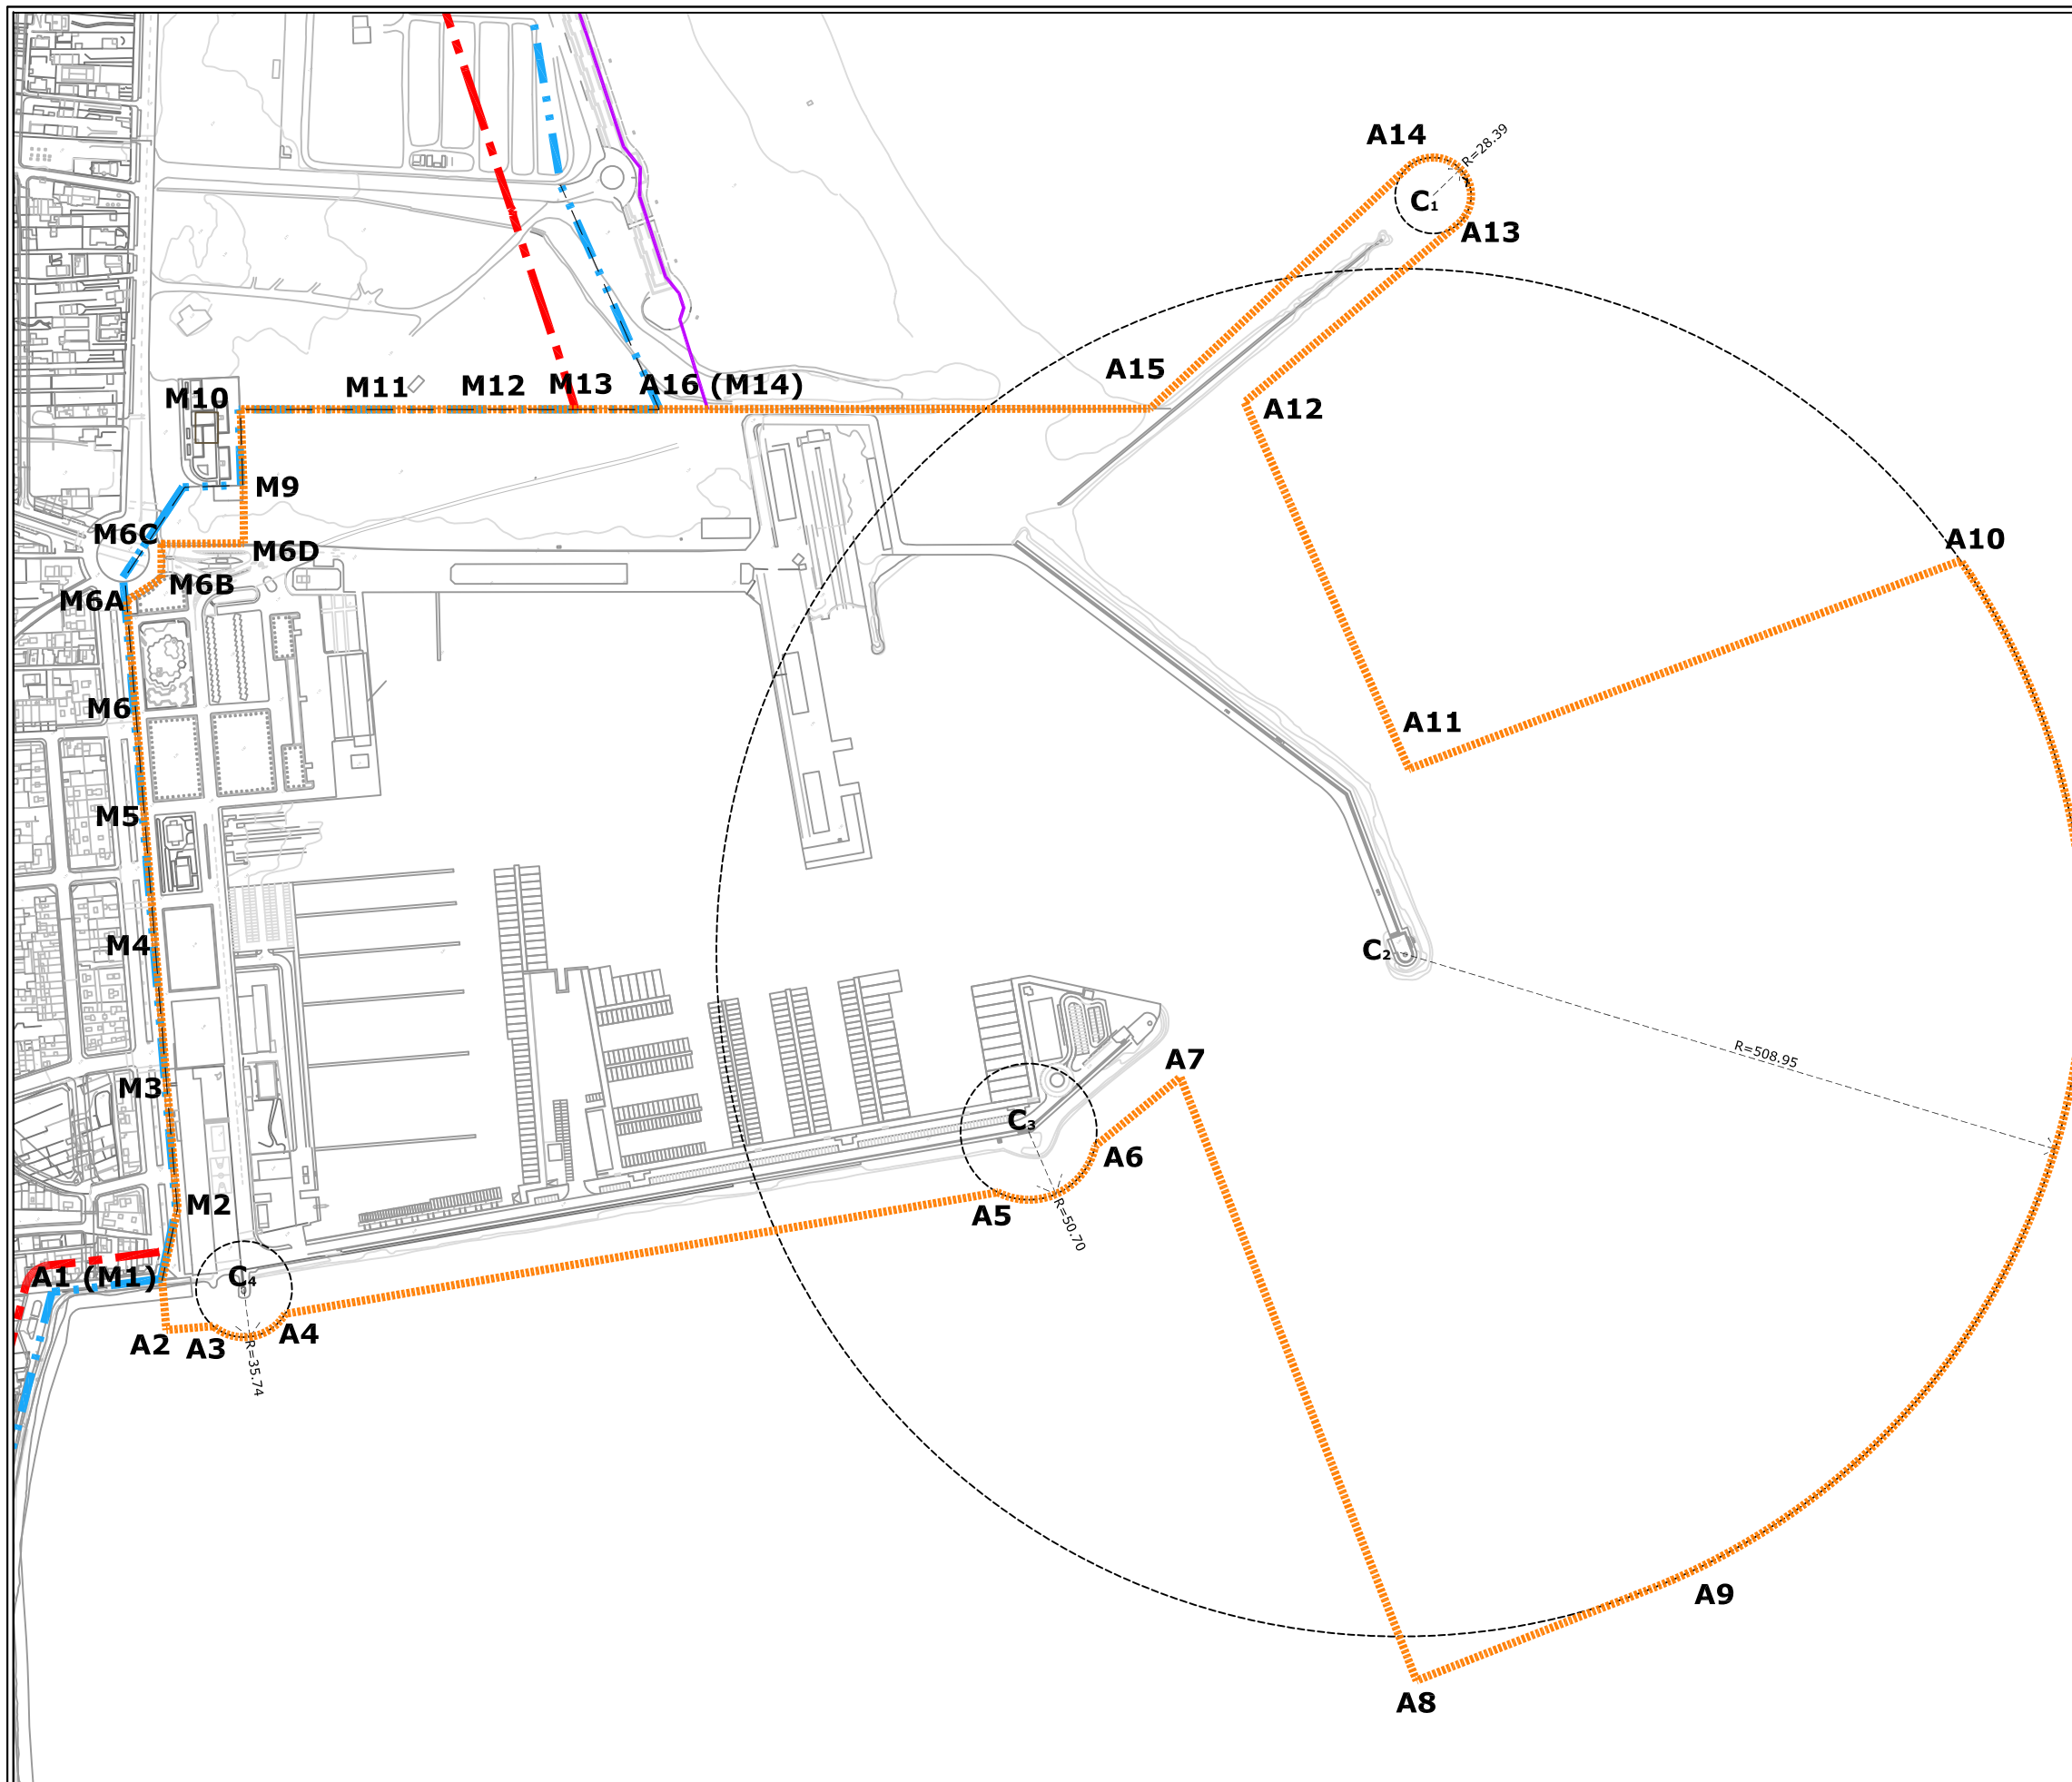 A14
R=28.39
C1
A13
A15
M11
M12
M13
A16 (M14)
M10
A12
M9
M6C
M6D
A10
M6B
M6A
M6
A11
M5
M4
C2
R=508.95
A7
M3
C3
A6
M2
A5
R=50.70
A1 (M1)
C4
A2
A3
A4
R=35.74
A9
A8